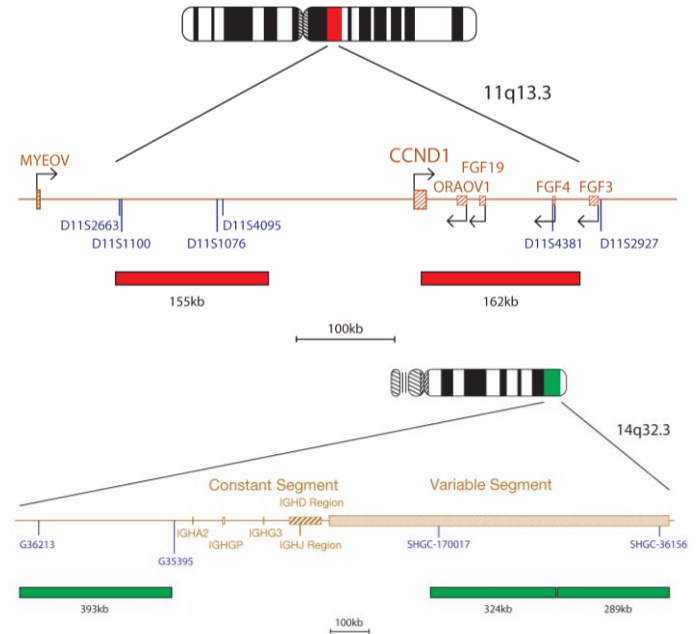 11q13.3
MYEOV
CCND1
FGF19
ORAOV1
FGF4
FGF3
D11S2663
D11S4095
D11S1100
D11S1076
D11S4381
D11S2927
155kb
162kb
100kb
14q32.3
Constant Segment
Variable Segment
IGHD Region
G36213
IGHA2
IGHGP
IGHG3
IGHJ Region
SHGC-170017
SHGC-36156
G35395
393kb
324kb
289kb
100kb